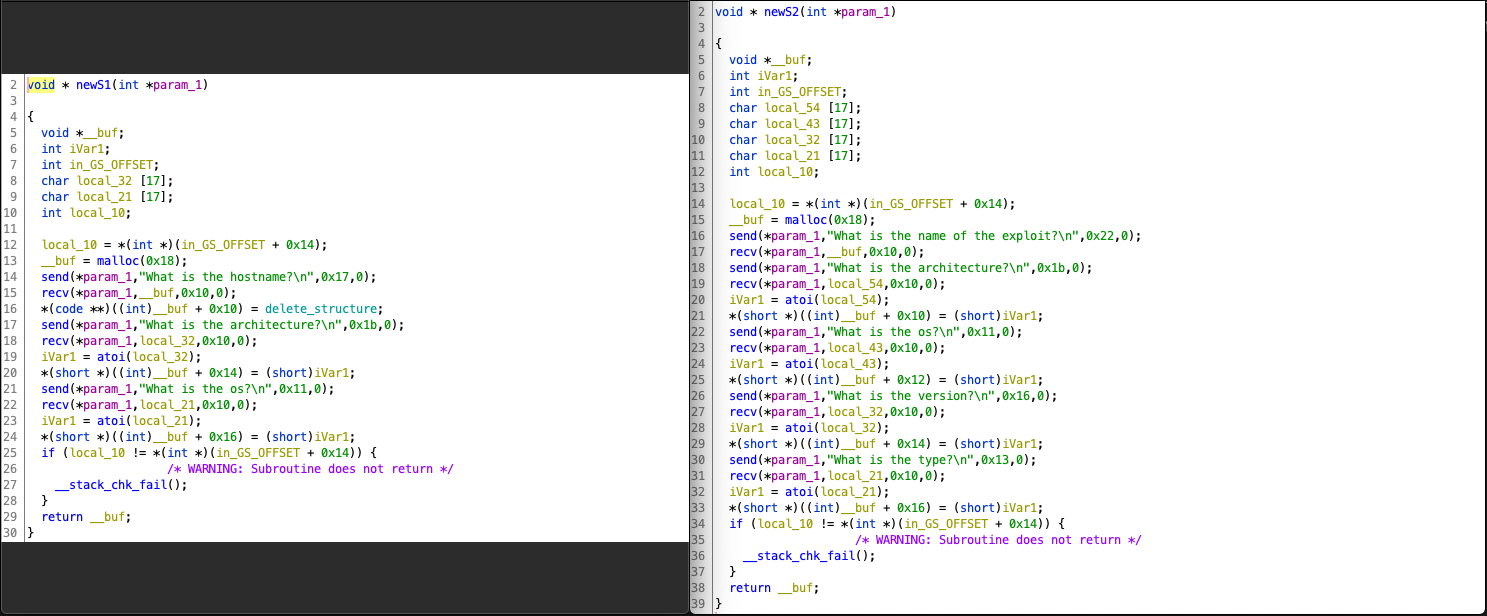 2 void * newS1(int *param_1)
3
4 {
5   void *__buf;
6   int iVar1;
7   int in_GS_OFFSET;
8   char local_32 [17];
9   char local_21 [17];
10   int local_10;
11
12   local_10 = *(int *)(in_GS_OFFSET + 0x14);
13   __buf = malloc(0x18);
14   send(*param_1,"What is the hostname?\n",0x17,0);
15   recv(*param_1,__buf,0x10,0);
16   *(code **)((int)__buf + 0x10) = delete_structure;
17   send(*param_1,"What is the architecture?\n",0x1b,0);
18   recv(*param_1,local_32,0x10,0);
19   iVar1 = atoi(local_32);
20   *(short *)((int)__buf + 0x14) = (short)iVar1;
21   send(*param_1,"What is the os?\n",0x11,0);
22   recv(*param_1,local_21,0x10,0);
23   iVar1 = atoi(local_21);
24   *(short *)((int)__buf + 0x16) = (short)iVar1;
25   if (local_10 != *(int *)(in_GS_OFFSET + 0x14)) {
26                     /* WARNING: Subroutine does not return */
27     __stack_chk_fail();
28   }
29   return __buf;
30 }
2 void * newS2(int *param_1)
3
4 {
5   void *__buf;
6   int iVar1;
7   int in_GS_OFFSET;
8   char local_54 [17];
9   char local_43 [17];
10   char local_32 [17];
11   char local_21 [17];
12   int local_10;
13
14   local_10 = *(int *)(in_GS_OFFSET + 0x14);
15   __buf = malloc(0x18);
16   send(*param_1,"What is the name of the exploit?\n",0x22,0);
17   recv(*param_1,__buf,0x10,0);
18   send(*param_1,"What is the architecture?\n",0x1b,0);
19   recv(*param_1,local_54,0x10,0);
20   iVar1 = atoi(local_54);
21   *(short *)((int)__buf + 0x10) = (short)iVar1;
22   send(*param_1,"What is the os?\n",0x11,0);
23   recv(*param_1,local_43,0x10,0);
24   iVar1 = atoi(local_43);
25   *(short *)((int)__buf + 0x12) = (short)iVar1;
26   send(*param_1,"What is the version?\n",0x16,0);
27   recv(*param_1,local_32,0x10,0);
28   iVar1 = atoi(local_32);
29   *(short *)((int)__buf + 0x14) = (short)iVar1;
30   send(*param_1,"What is the type?\n",0x13,0);
31   recv(*param_1,local_21,0x10,0);
32   iVar1 = atoi(local_21);
33   *(short *)((int)__buf + 0x16) = (short)iVar1;
34   if (local_10 != *(int *)(in_GS_OFFSET + 0x14)) {
35                     /* WARNING: Subroutine does not return */
36     __stack_chk_fail();
37   }
38   return __buf;
39 }